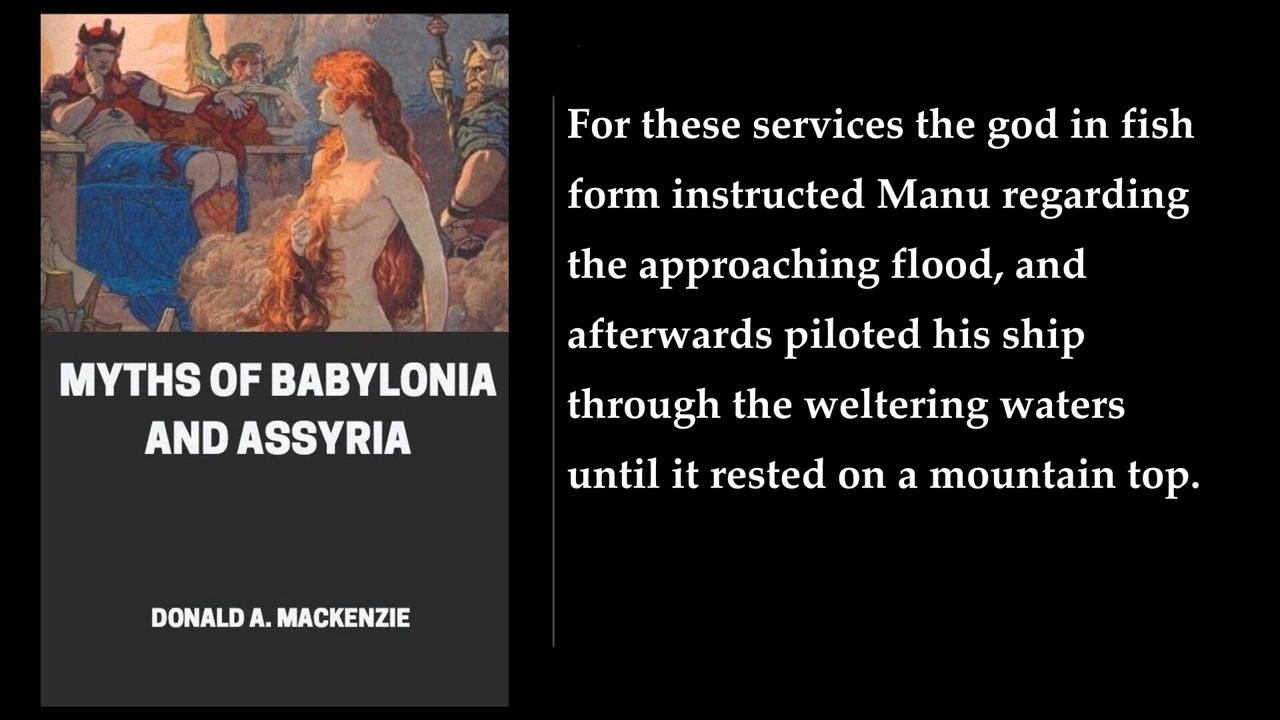 MYTHS OF BABYLONIA
AND ASSYRIA
DONALD A. MACKENZIE
For these services the god in fish
form instructed Manu regarding
the approaching flood, and
afterwards piloted his ship
through the weltering waters
until it rested on a mountain top.